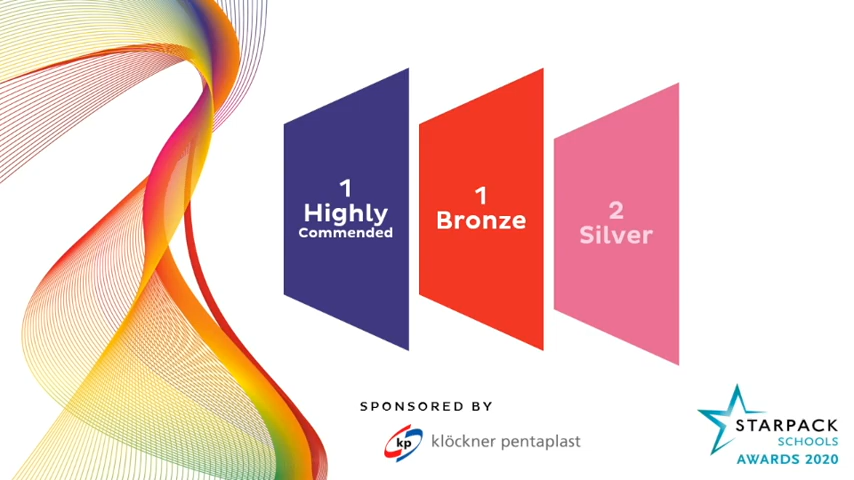 1
Highly
Commended
1
Bronze
2
Silver
SPONSORED BY
kp klöckner pentaplast
STARPACK
SCHOOLS
AWARDS 2020